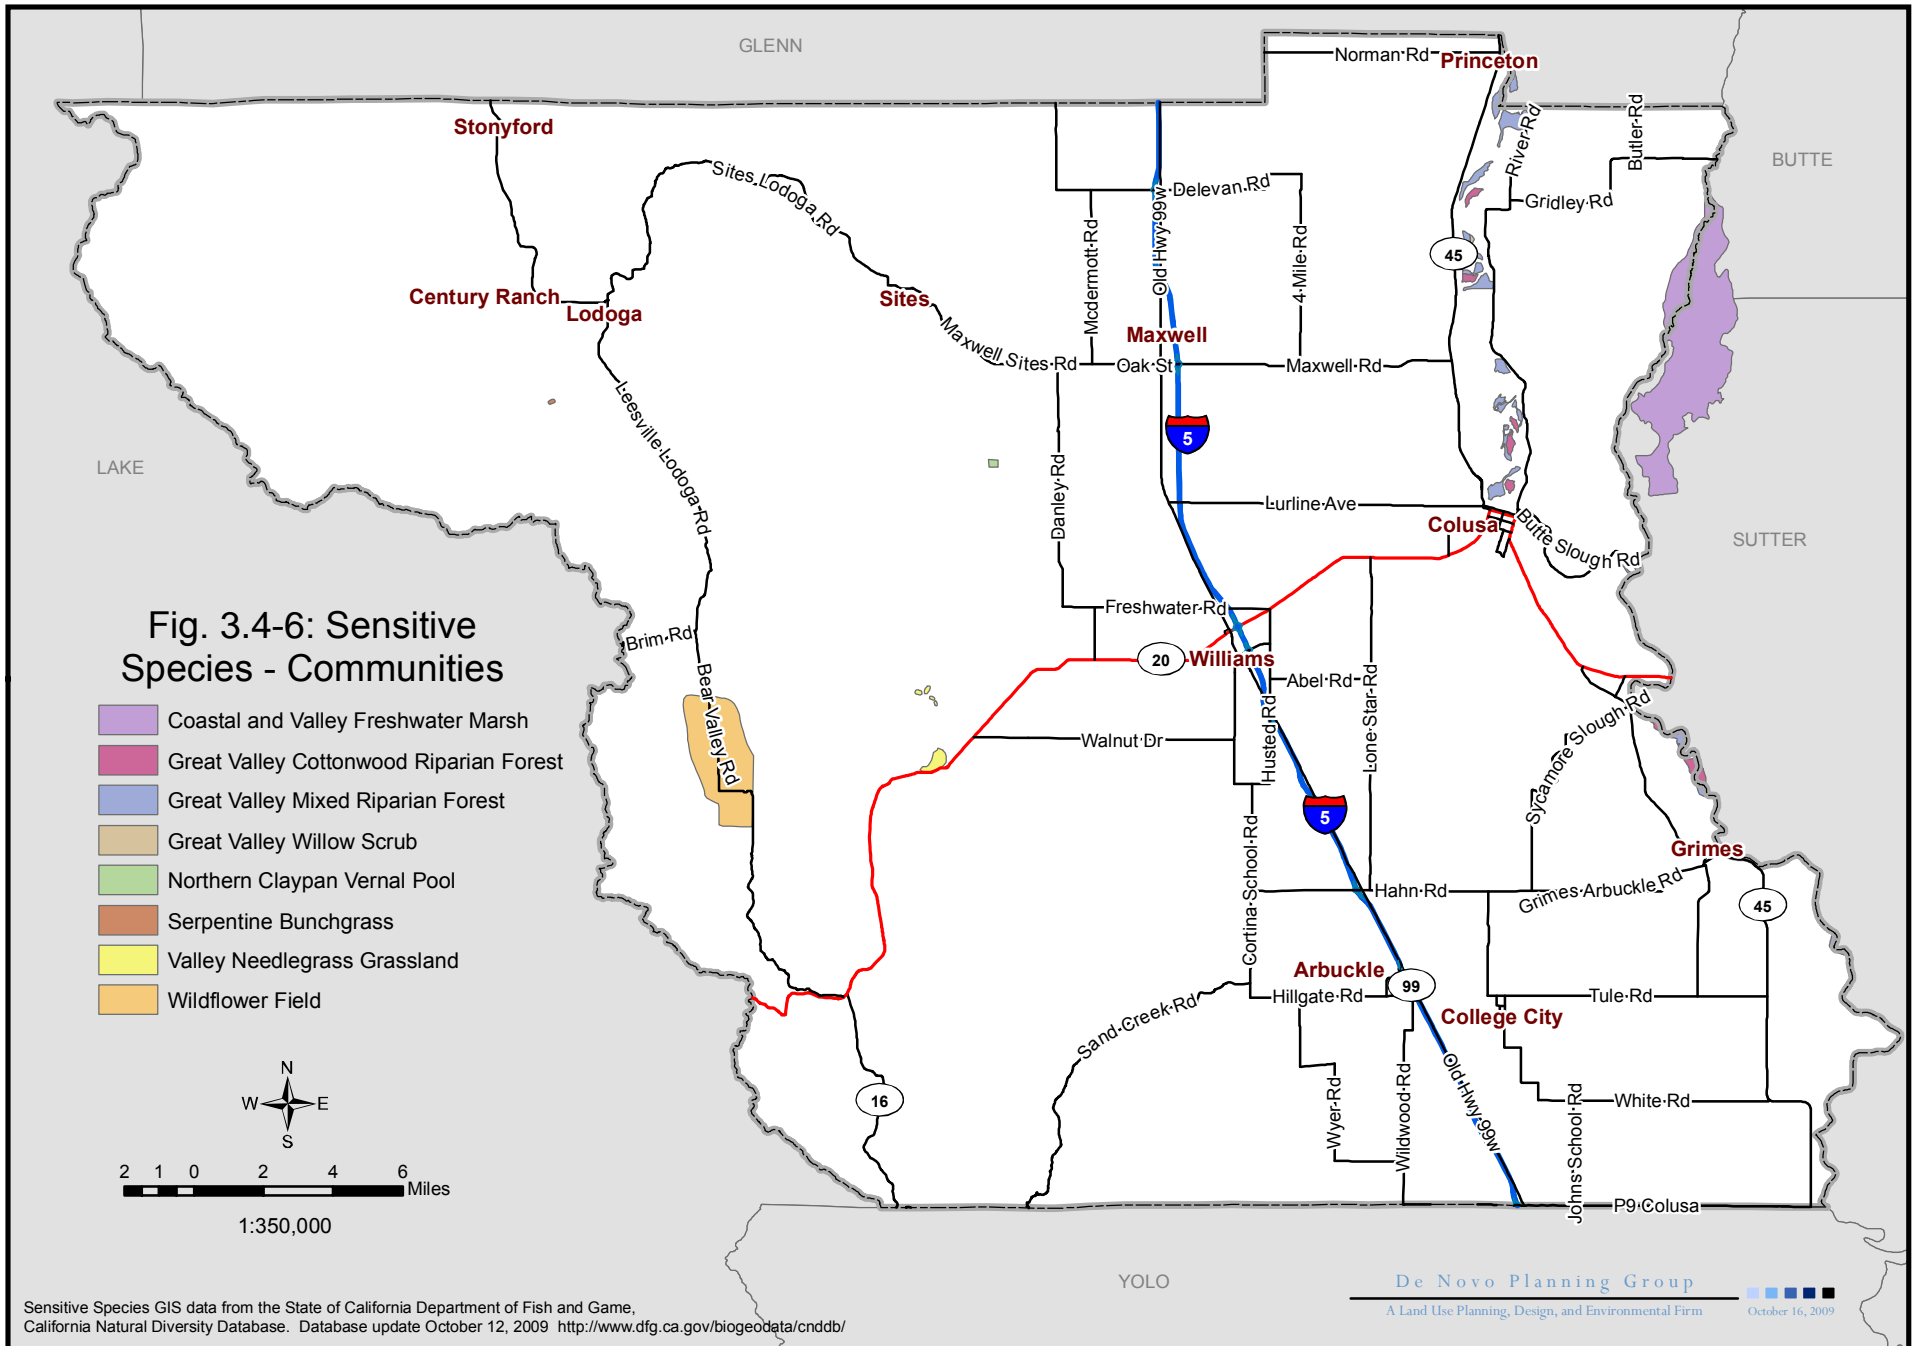 GLENN
Norman Rd
Princeton
Stonyford
River Rd
Butler Rd
BUTTE
Sites Lodoga Rd
Delevan Rd
Gridley Rd
Old Hwy 99w
Mcdermott Rd
4 Mile Rd
45
Century Ranch
Lodoga
Sites
Maxwell
Maxwell Sites Rd
Oak St
Maxwell Rd
Leesville Lodoga Rd
5
LAKE
Danley Rd
Lurline Ave
Colusa
Butte Slough Rd
SUTTER
Fig. 3.4-6: Sensitive
Species - Communities
Freshwater Rd
Brim Rd
20
Williams
Bear Valley Rd
Abel Rd
Lone Star Rd
Husted Rd
Walnut Dr
Sycamore Slough Rd
Coastal and Valley Freshwater Marsh
Great Valley Cottonwood Riparian Forest
Great Valley Mixed Riparian Forest
Great Valley Willow Scrub
Northern Claypan Vernal Pool
Serpentine Bunchgrass
Valley Needlegrass Grassland
Wildflower Field
5
Grimes
Cortina School Rd
Hahn Rd
Grimes Arbuckle Rd
45
Arbuckle
99
Hillgate Rd
Tule Rd
College City
Sand Creek Rd
N
W E
S
16
Wyer Rd
Wildwood Rd
Old Hwy 99w
Johns School Rd
White Rd
2 1 0 2 4 6
Miles
1:350,000
P9 Colusa
YOLO
De Novo Planning Group
A Land Use Planning, Design, and Environmental Firm
October 16, 2009
Sensitive Species GIS data from the State of California Department of Fish and Game,
California Natural Diversity Database. Database update October 12, 2009 http://www.dfg.ca.gov/biogeodata/cnddb/